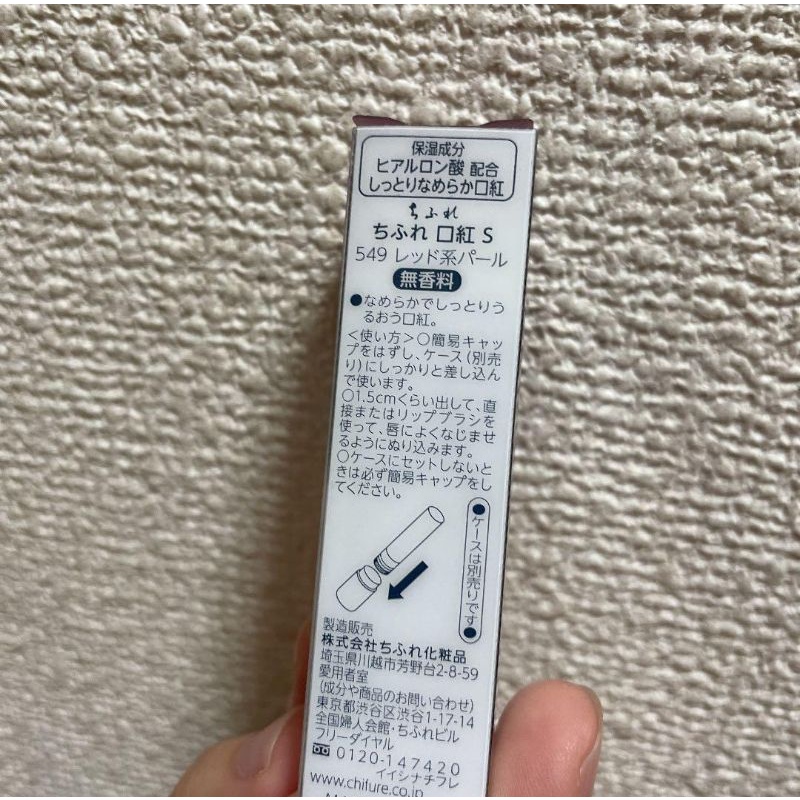 保湿成分
ヒアルロン酸 配合
しっとりなめらか口紅
ちふれ
ちふれ 口紅 S
549 レッド系パール
無香料
●なめらかでしっとりう
るおう口紅。
<使い方>○簡易キャッ
プをはずし、ケース(別売
り)にしっかりと差し込ん
で使います。
○1.5cmくらい出して、直
接またはリップブラシを
使って、唇によくなじませ
るようにぬり込みます。
○ケースにセットしないと
きは必ず簡易キャップをし
てください。
●ケースは別売りです●
製造販売
株式会社ちふれ化粧品
埼玉県川越市芳野台2-8-59
愛用者室
(成分や商品のお問い合わせ)
東京都渋谷区渋谷1-17-14
全国婦人会館・ちふれビル
フリーダイヤル
0120-147420
イイシナチフレ
www.chifure.co.jp